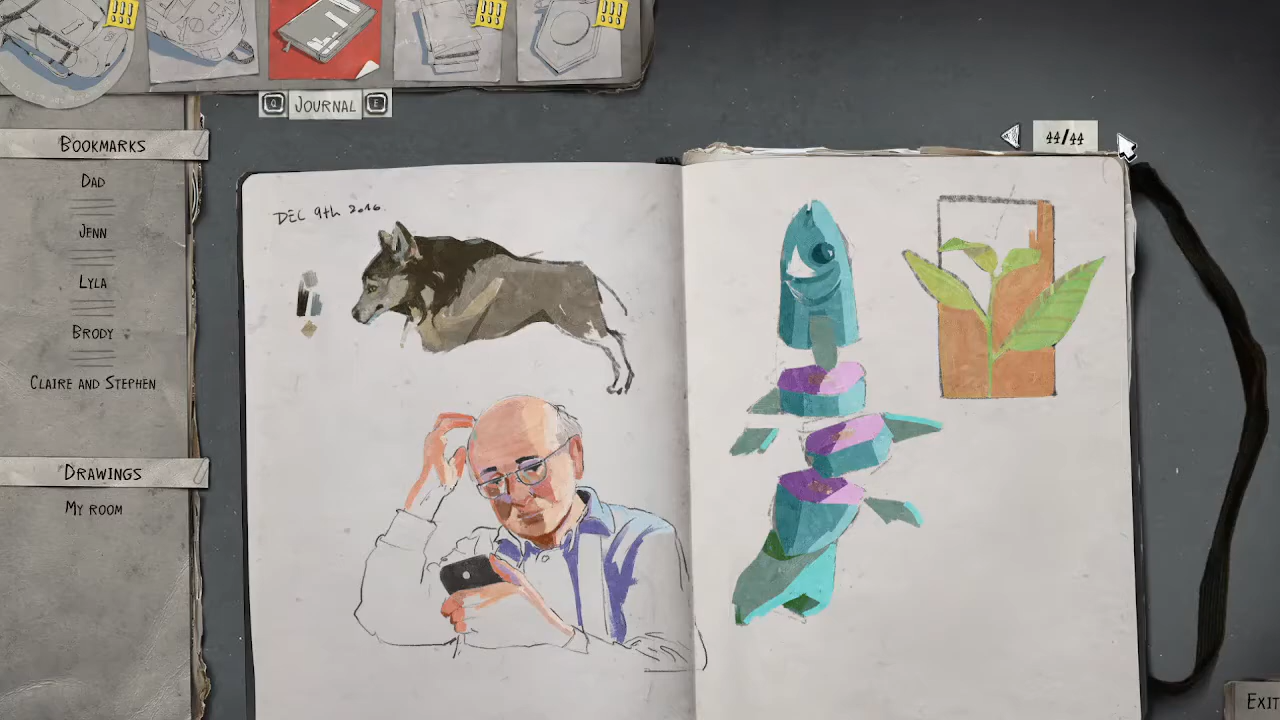 !!!
!!!
!!!
Q
JOURNAL
E
BOOKMARKS
DAD
JENN
LYLA
BRODY
CLAIRE AND STEPHEN
DRAWINGS
MY ROOM
44/44
DEC 9th 2016.
EXIT